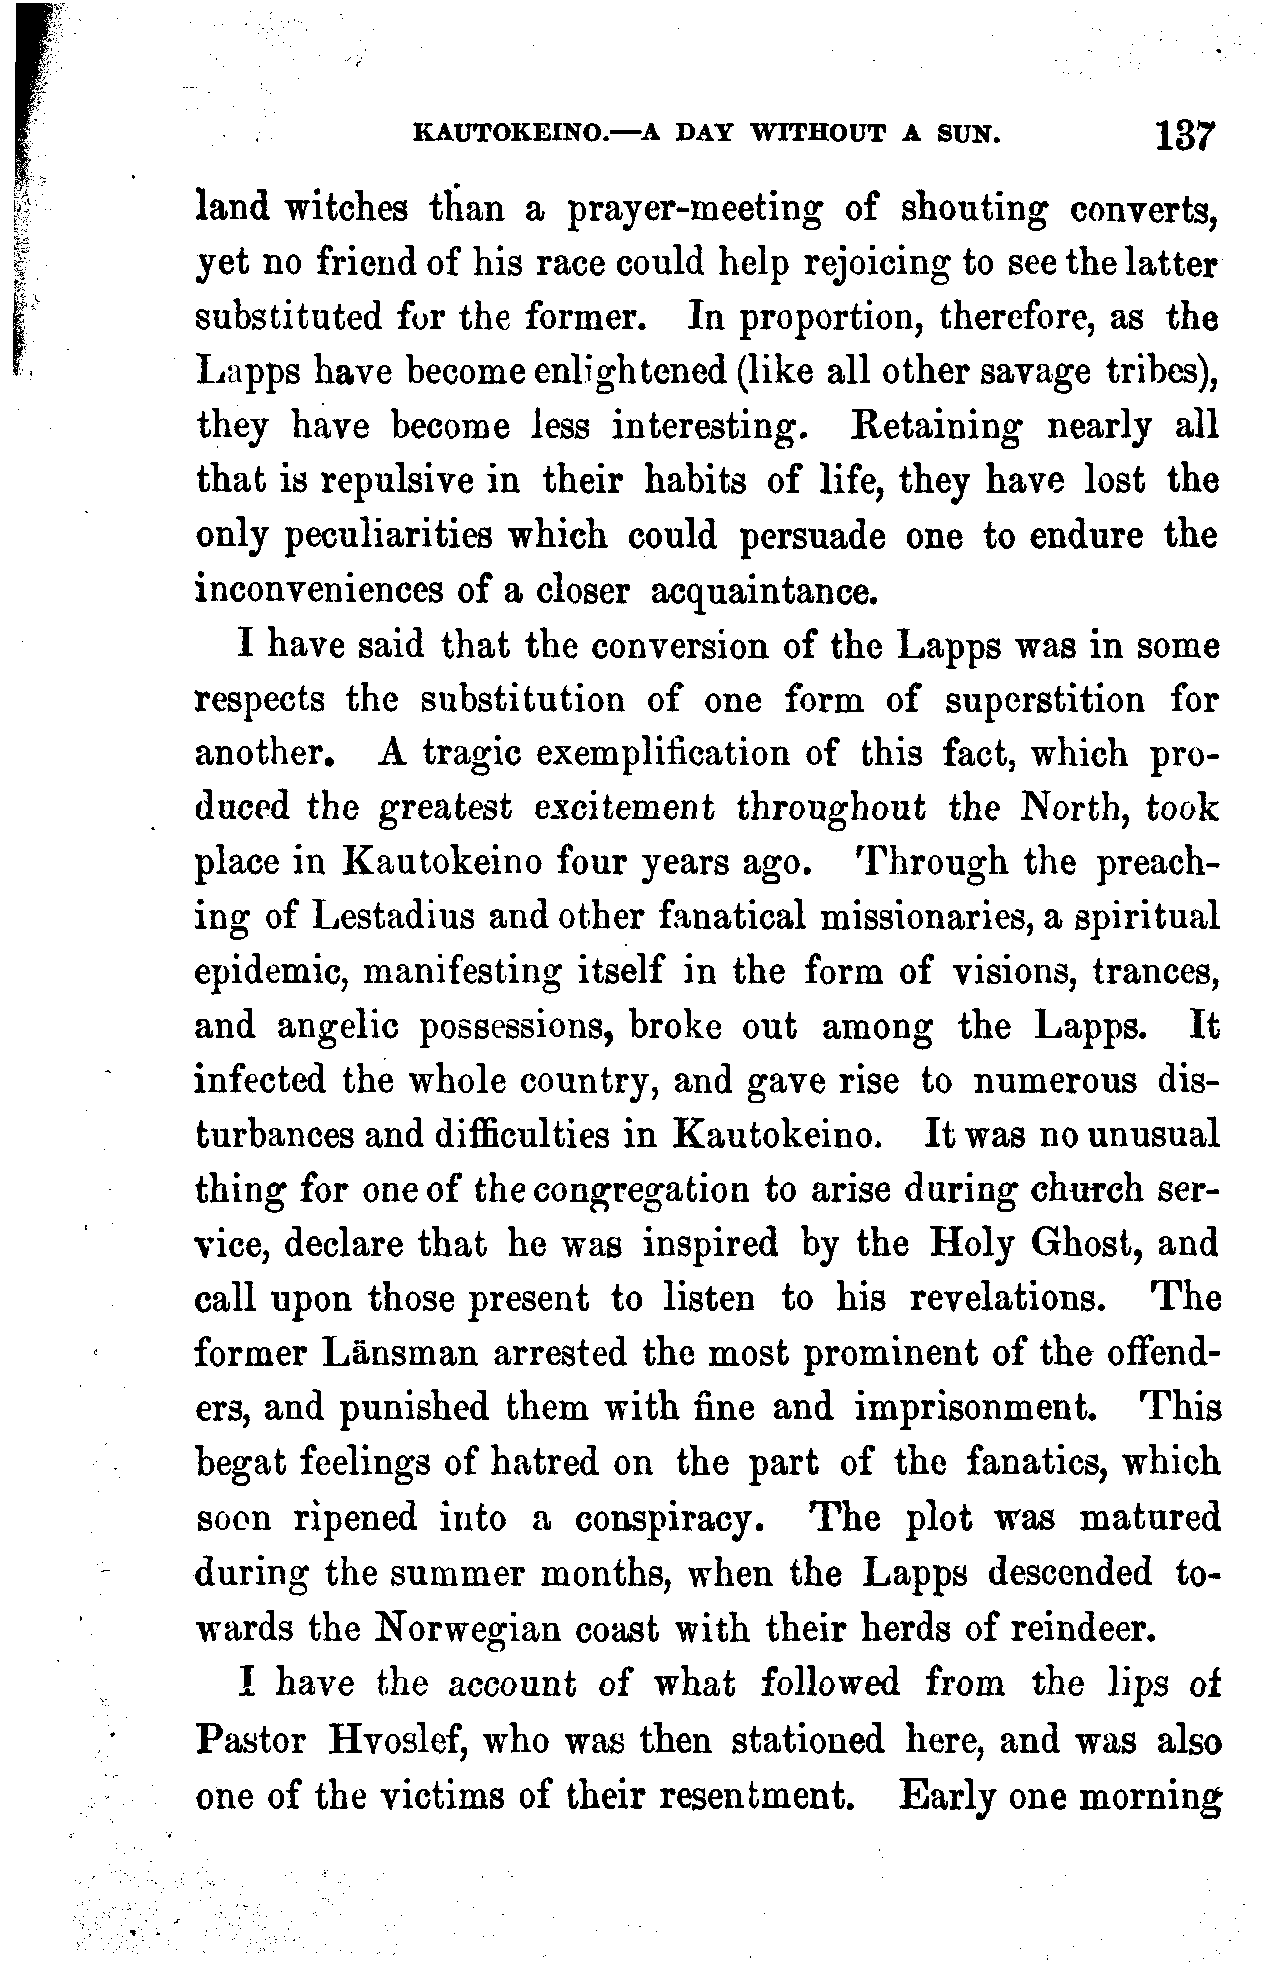 KAUTOKEINO.—A DAY WITHOUT A SUN. 137
land witches than a prayer-meeting of shouting converts,
yet no friend of his race could help rejoicing to see the latter
substituted for the former. In proportion, therefore, as the
Lapps have become enlightened (like all other savage tribes),
they have become less interesting. Retaining nearly all
that is repulsive in their habits of life, they have lost the
only peculiarities which could persuade one to endure the
inconveniences of a closer acquaintance.
I have said that the conversion of the Lapps was in some
respects the substitution of one form of superstition for
another. A tragic exemplification of this fact, which pro-
duced the greatest excitement throughout the North, took
place in Kautokeino four years ago. Through the preach-
ing of Lestadius and other fanatical missionaries, a spiritual
epidemic, manifesting itself in the form of visions, trances,
and angelic possessions, broke out among the Lapps. It
infected the whole country, and gave rise to numerous dis-
turbances and difficulties in Kautokeino. It was no unusual
thing for one of the congregation to arise during church ser-
vice, declare that he was inspired by the Holy Ghost, and
call upon those present to listen to his revelations. The
former Länsman arrested the most prominent of the offend-
ers, and punished them with fine and imprisonment. This
begat feelings of hatred on the part of the fanatics, which
soon ripened into a conspiracy. The plot was matured
during the summer months, when the Lapps descended to-
wards the Norwegian coast with their herds of reindeer.
I have the account of what followed from the lips of
Pastor Hvoslef, who was then stationed here, and was also
one of the victims of their resentment. Early one morning